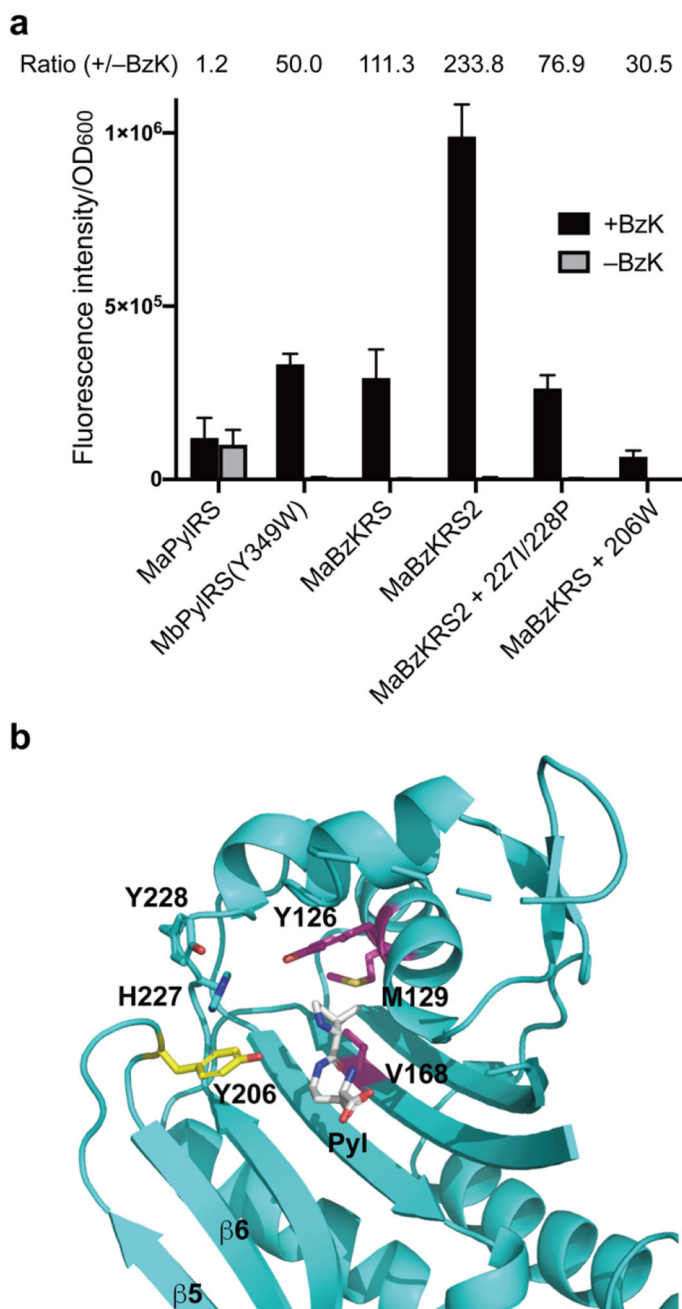 a
Ratio (+/–BzK) 1.2 50.0 111.3 233.8 76.9 30.5
Fluorescence intensity/OD600
1×10⁶
5×10⁵
0
+BzK
–BzK
MaPylRS
MbPylRS(Y349W)
MaBzKRS
MaBzKRS2
MaBzKRS2 + 227I/228P
MaBzKRS + 206W
b
Y228
Y126
H227
M129
Y206
V168
Pyl
β6
β5